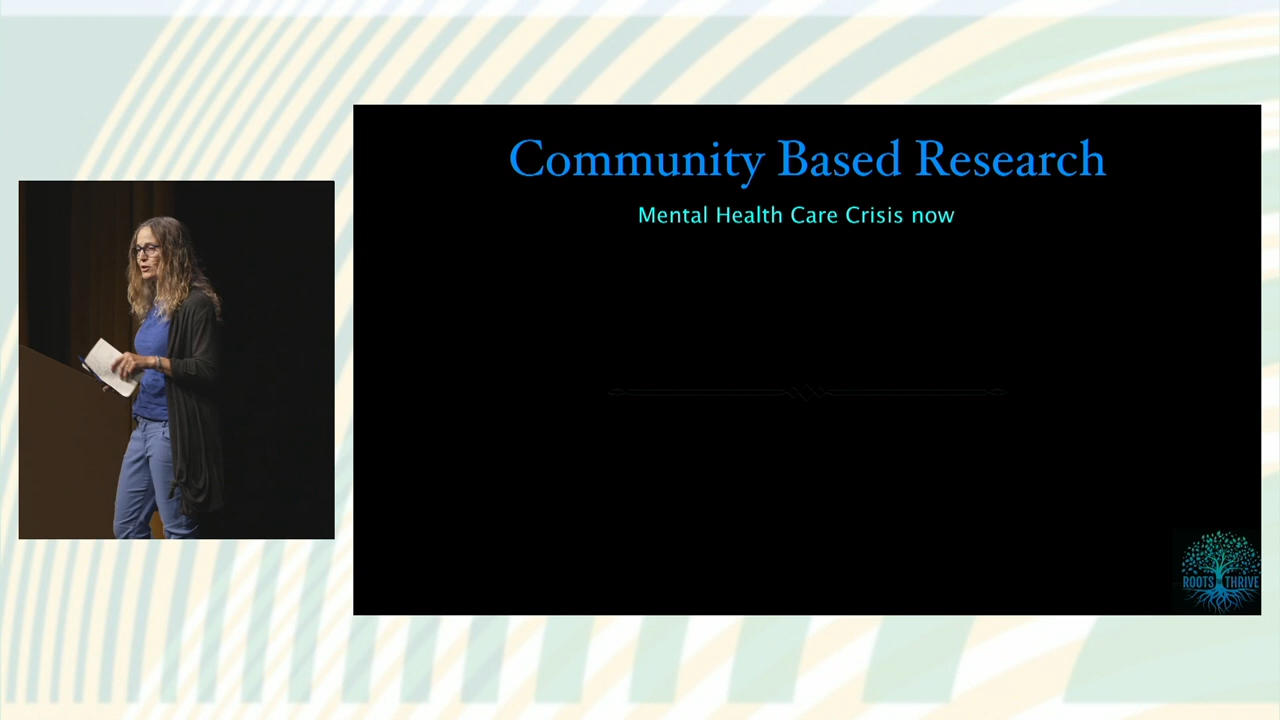 Community Based Research
Mental Health Care Crisis now
ROOTS THRIVE